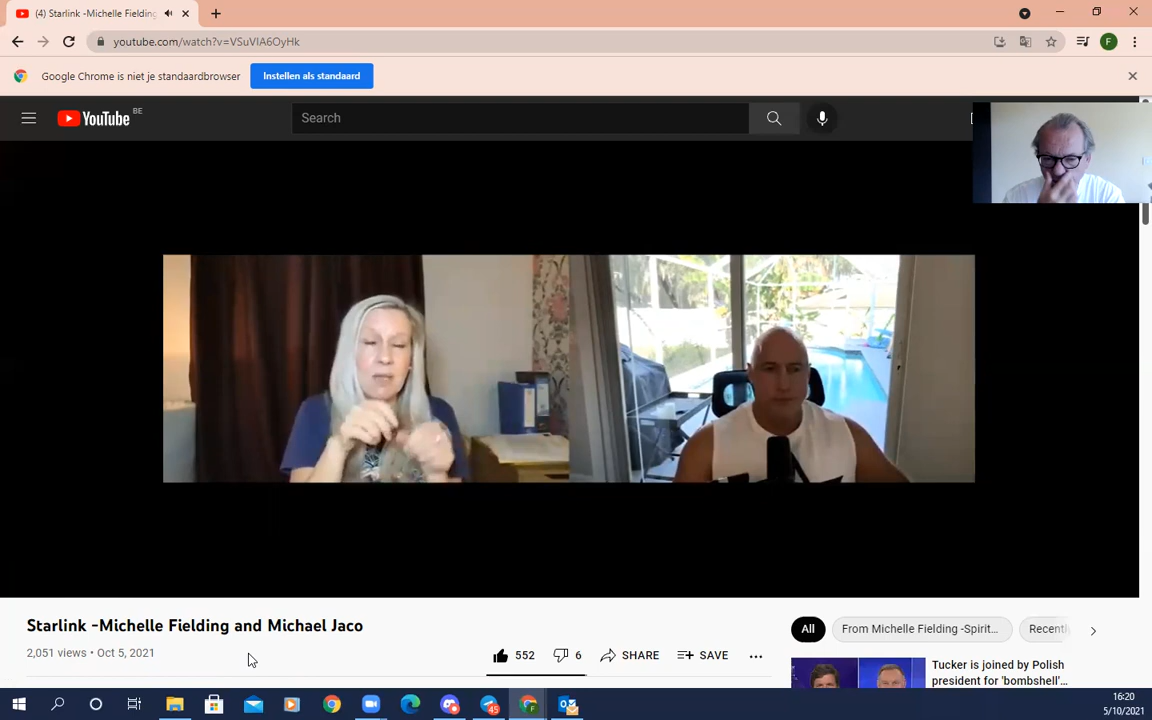 (4) Starlink -Michelle Fielding
youtube.com/watch?v=VSuVIA6OyHk
F
Google Chrome is niet je standaardbrowser
Instellen als standaard
YouTube BE
Search
Starlink -Michelle Fielding and Michael Jaco
2,051 views • Oct 5, 2021
552
6
SHARE
SAVE
All
From Michelle Fielding -Spirit...
Recently
Tucker is joined by Polish
president for 'bombshell'...
45
16:20
5/10/2021